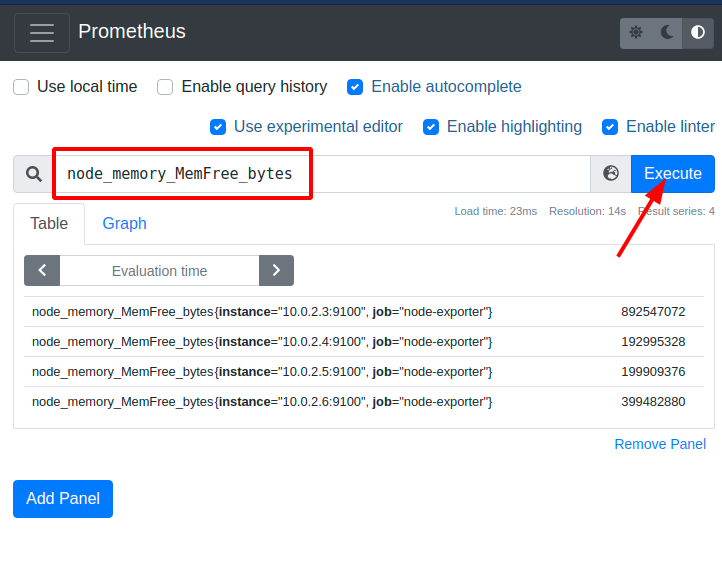 Prometheus
Use local time Enable query history Enable autocomplete
Use experimental editor Enable highlighting Enable linter
node_memory_MemFree_bytes Execute
Table Graph Load time: 23ms Resolution: 14s Result series: 4
Evaluation time
node_memory_MemFree_bytes{instance="10.0.2.3:9100", job="node-exporter"} 892547072
node_memory_MemFree_bytes{instance="10.0.2.4:9100", job="node-exporter"} 192995328
node_memory_MemFree_bytes{instance="10.0.2.5:9100", job="node-exporter"} 199909376
node_memory_MemFree_bytes{instance="10.0.2.6:9100", job="node-exporter"} 399482880
Remove Panel
Add Panel